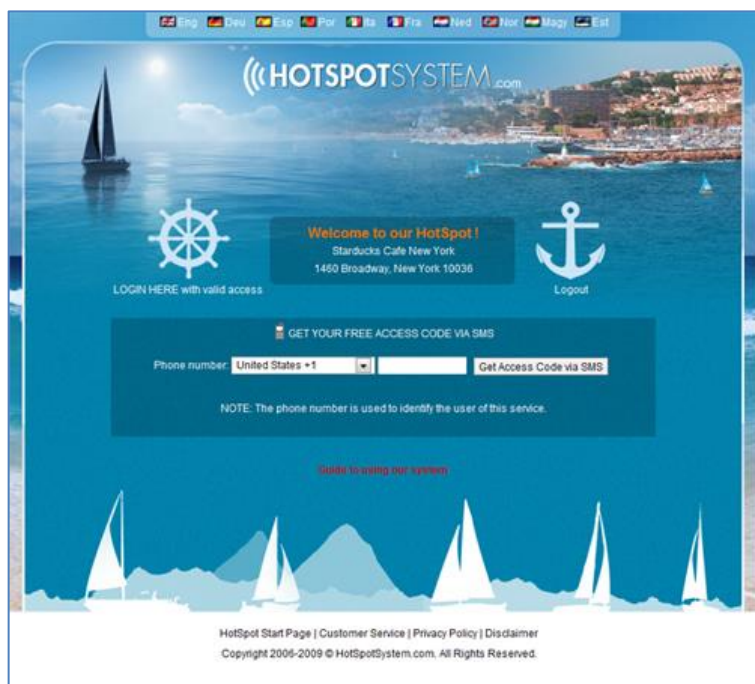 Eng Deu Esp Por Ita Fra Ned Nor Magy Est
HOTSPOTSYSTEM.com
Welcome to our HotSpot !
Starducks Cafe New York
1460 Broadway, New York 10036
LOGIN HERE with valid access
Logout
GET YOUR FREE ACCESS CODE VIA SMS
Phone number: United States +1 Get Access Code via SMS
NOTE: The phone number is used to identify the user of this service.
Guide to using our system
HotSpot Start Page | Customer Service | Privacy Policy | Disclaimer
Copyright 2006-2009 © HotSpotSystem.com. All Rights Reserved.